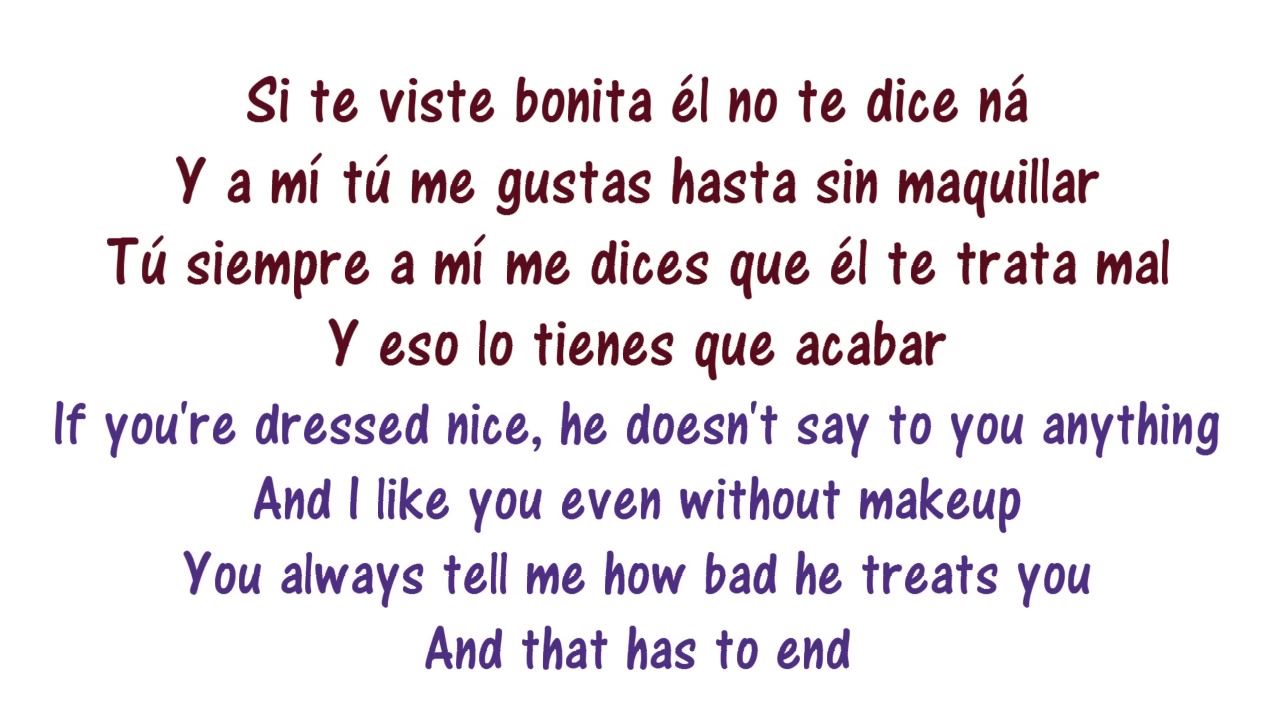 Si te viste bonita él no te dice ná
Y a mí tú me gustas hasta sin maquillar
Tú siempre a mí me dices que él te trata mal
Y eso lo tienes que acabar
If you're dressed nice, he doesn't say to you anything
And I like you even without makeup
You always tell me how bad he treats you
And that has to end